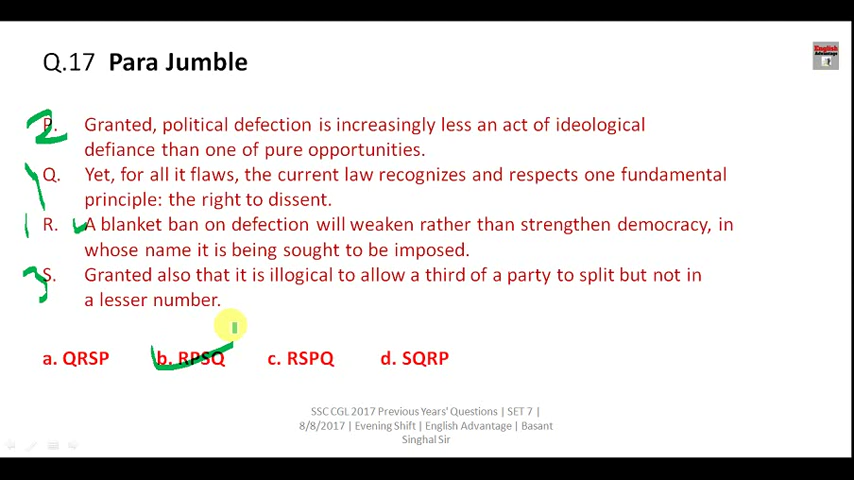 Q.17 Para Jumble
English
Advantage
2 P. Granted, political defection is increasingly less an act of ideological
defiance than one of pure opportunities.
Q. Yet, for all it flaws, the current law recognizes and respects one fundamental
principle: the right to dissent.
1 R. A blanket ban on defection will weaken rather than strengthen democracy, in
whose name it is being sought to be imposed.
3 S. Granted also that it is illogical to allow a third of a party to split but not in
a lesser number.
a. QRSP b. RPSQ c. RSPQ d. SQRP
SSC CGL 2017 Previous Years' Questions | SET 7 |
8/8/2017 | Evening Shift | English Advantage | Basant
Singhal Sir